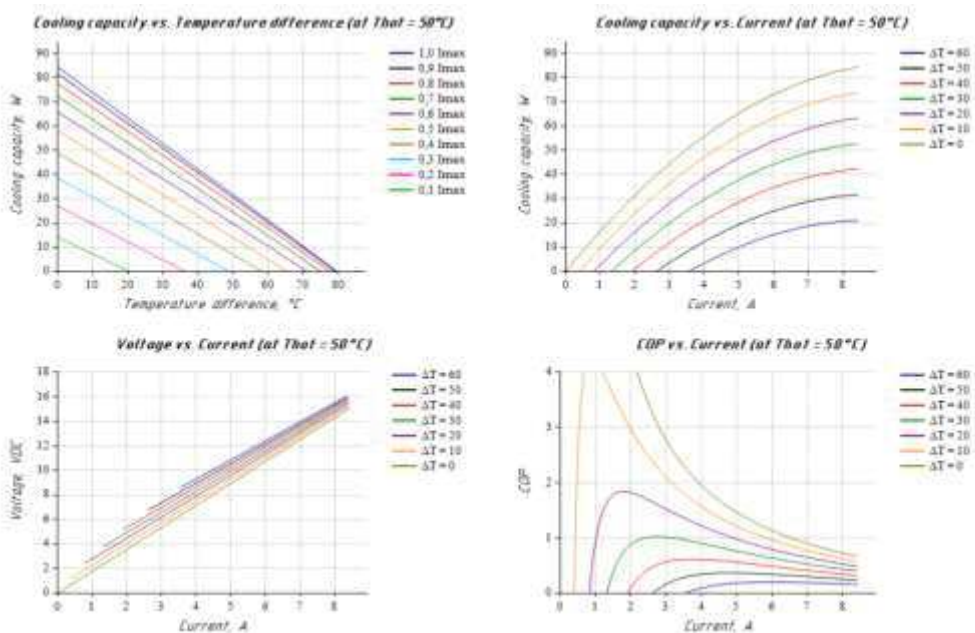 Cooling capacity vs. Temperature difference (at Thot = 50°C)
Cooling capacity, W
90
80
70
60
50
40
30
20
10
0
0 10 20 30 40 50 60 70 80
Temperature difference, °C
1,0 Imax
0,9 Imax
0,8 Imax
0,7 Imax
0,6 Imax
0,5 Imax
0,4 Imax
0,3 Imax
0,2 Imax
0,1 Imax
Cooling capacity vs. Current (at Thot = 50°C)
Cooling capacity, W
90
80
70
60
50
40
30
20
10
0
0 1 2 3 4 5 6 7 8
Current, A
ΔT = 60
ΔT = 50
ΔT = 40
ΔT = 30
ΔT = 20
ΔT = 10
ΔT = 0
Voltage vs. Current (at Thot = 50°C)
Voltage, VDC
18
16
14
12
10
8
6
4
2
0
0 1 2 3 4 5 6 7 8
Current, A
ΔT = 60
ΔT = 50
ΔT = 40
ΔT = 30
ΔT = 20
ΔT = 10
ΔT = 0
COP vs. Current (at Thot = 50°C)
COP
4
3
2
1
0
0 1 2 3 4 5 6 7 8
Current, A
ΔT = 60
ΔT = 50
ΔT = 40
ΔT = 30
ΔT = 20
ΔT = 10
ΔT = 0